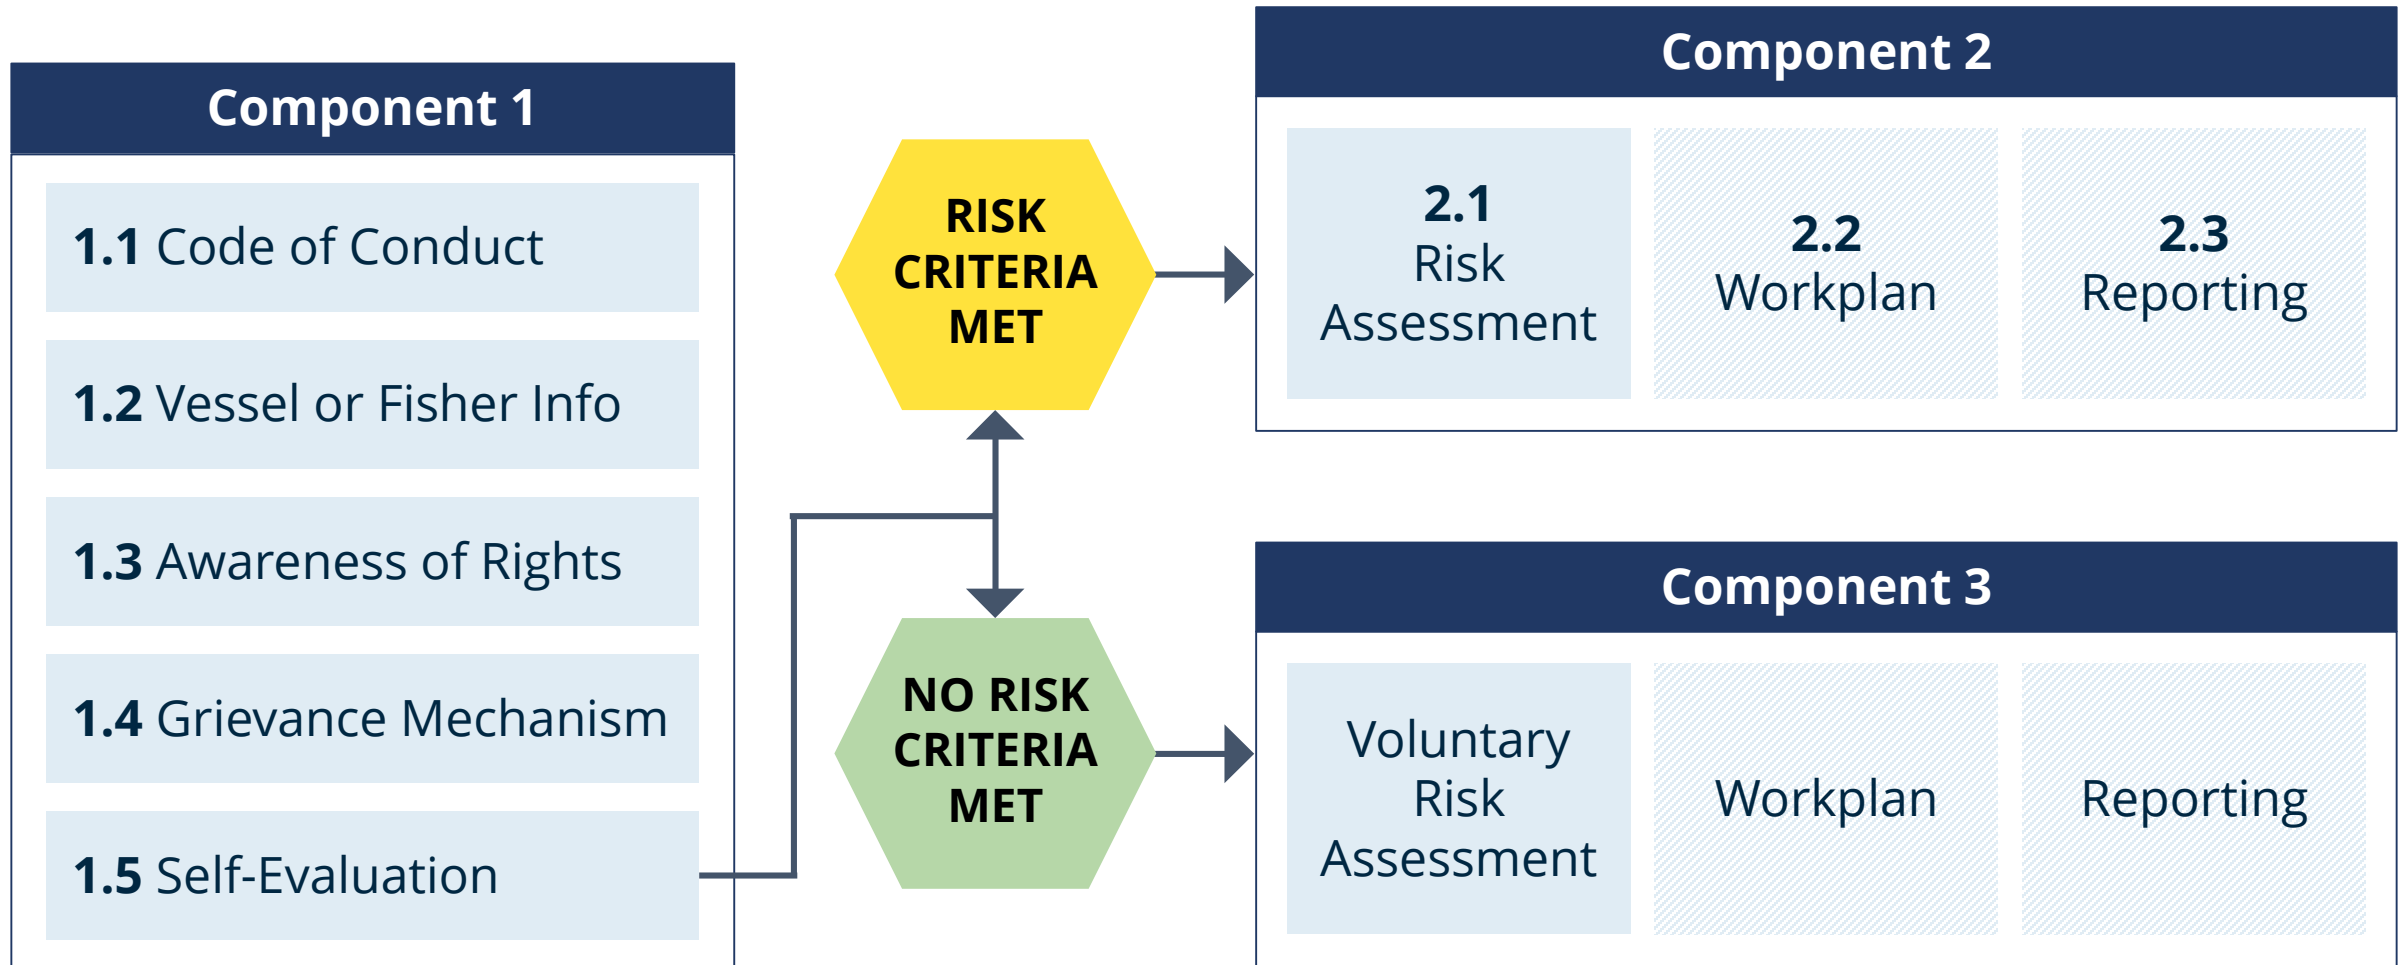 Component 1
1.1 Code of Conduct
1.2 Vessel or Fisher Info
1.3 Awareness of Rights
1.4 Grievance Mechanism
1.5 Self-Evaluation
RISK
CRITERIA
MET
NO RISK
CRITERIA
MET
Component 2
2.1
Risk
Assessment
2.2
Workplan
2.3
Reporting
Component 3
Voluntary
Risk
Assessment
Workplan
Reporting